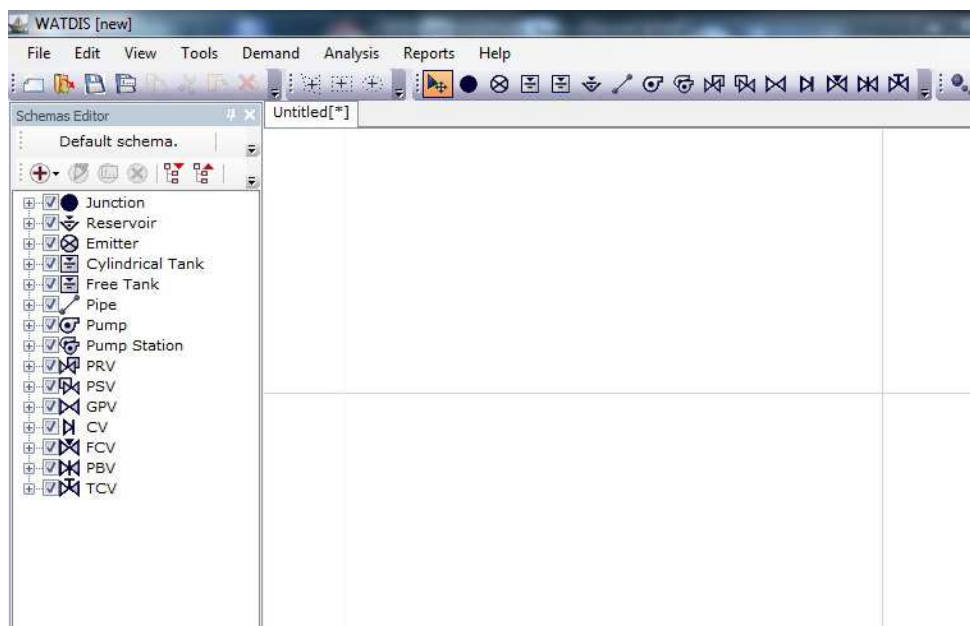 WATDIS [new]
File Edit View Tools Demand Analysis Reports Help
Schemas Editor
Untitled[*]
Default schema.
Junction
Reservoir
Emitter
Cylindrical Tank
Free Tank
Pipe
Pump
Pump Station
PRV
PSV
GPV
CV
FCV
PBV
TCV